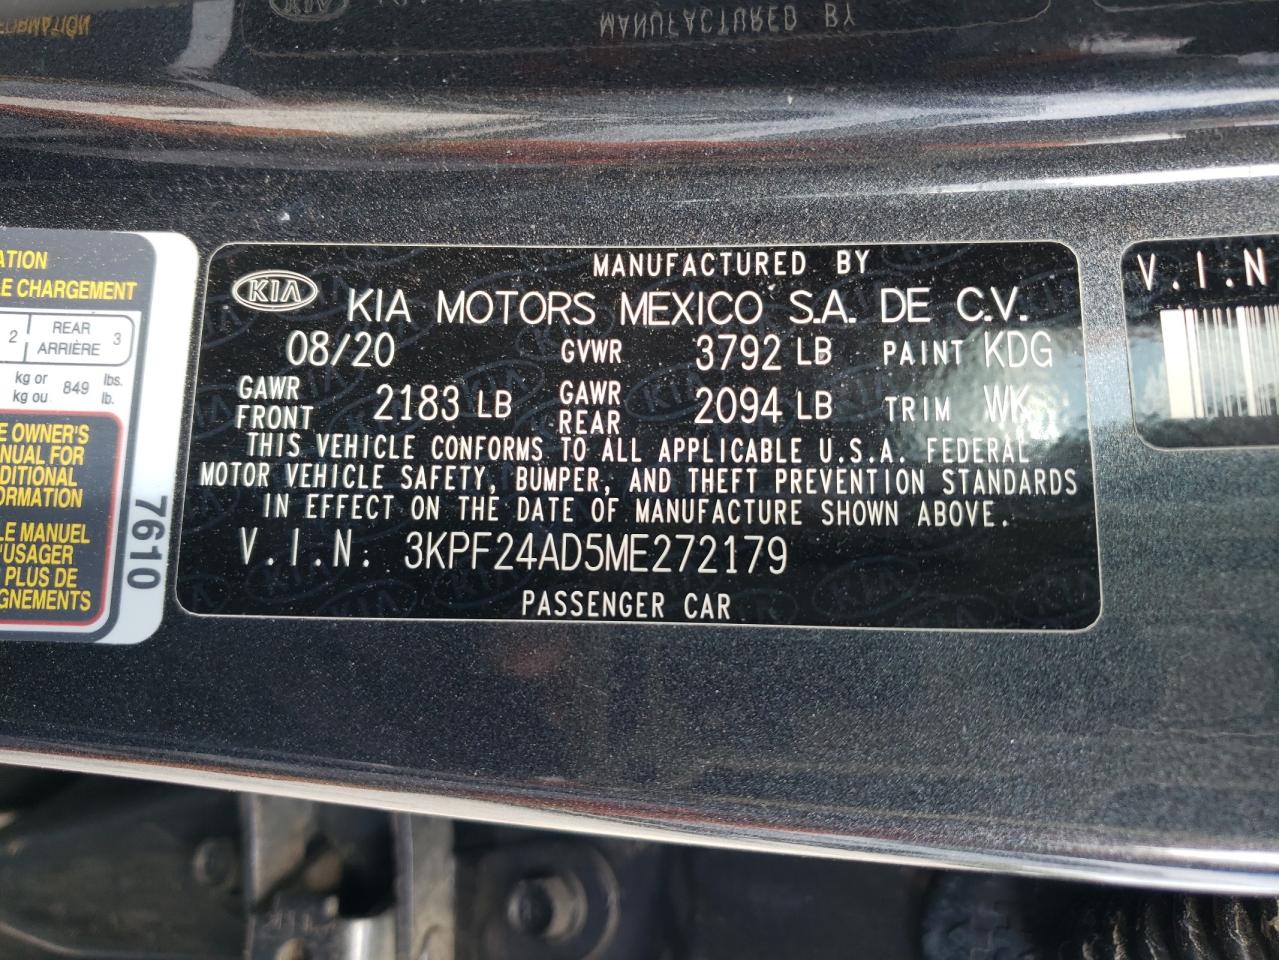 MANUFACTURED BY
ORMATION
KIA
MANUFACTURED BY
KIA MOTORS MEXICO S.A. DE C.V.
08/20 GVWR 3792 LB PAINT KDG
GAWR FRONT 2183 LB GAWR REAR 2094 LB TRIM WK
THIS VEHICLE CONFORMS TO ALL APPLICABLE U.S.A. FEDERAL
MOTOR VEHICLE SAFETY, BUMPER, AND THEFT PREVENTION STANDARDS
IN EFFECT ON THE DATE OF MANUFACTURE SHOWN ABOVE.
V.I.N: 3KPF24AD5ME272179
PASSENGER CAR
ATION
E CHARGEMENT
2 REAR ARRIÈRE 3
kg or kg ou 849 lbs. lb.
E OWNER'S
NUAL FOR
DITIONAL
ORMATION
LE MANUEL
'USAGER
PLUS DE
GNEMENTS
7610
V.I.N